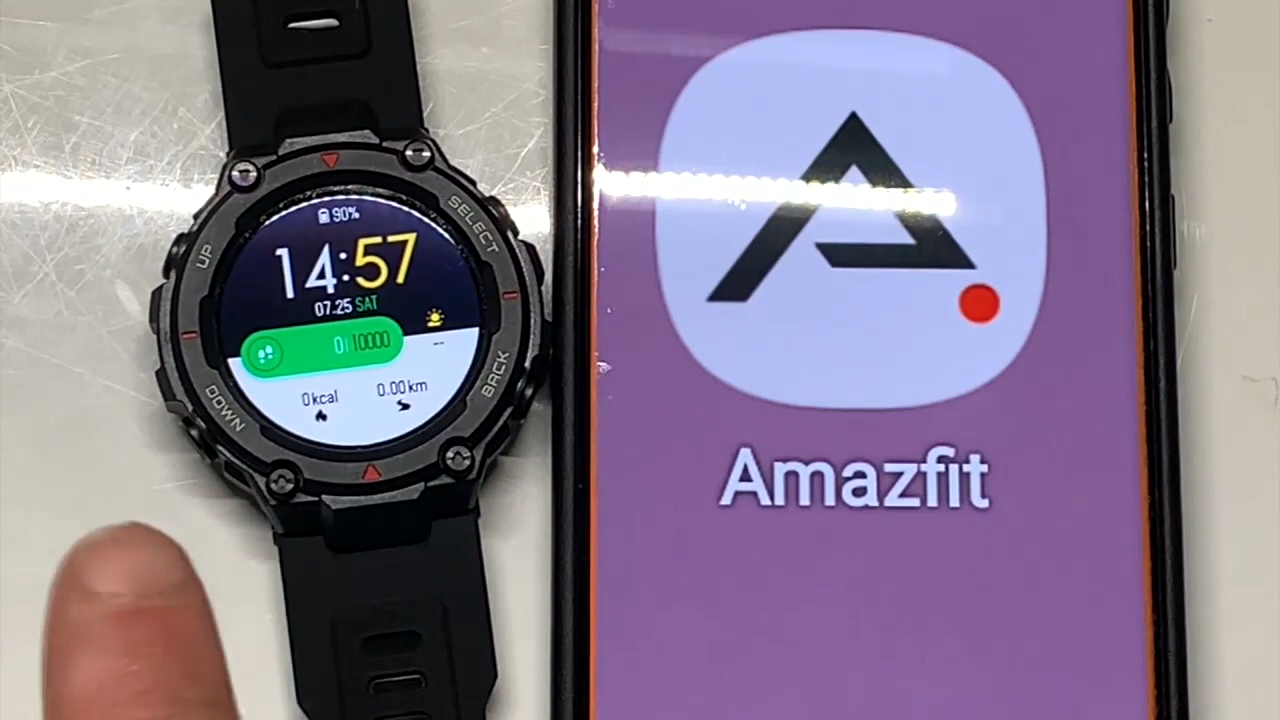 UP
SELECT
90%
14:57
07.25 SAT
0|10000
--
0kcal
0.00km
DOWN
BACK
Amazfit